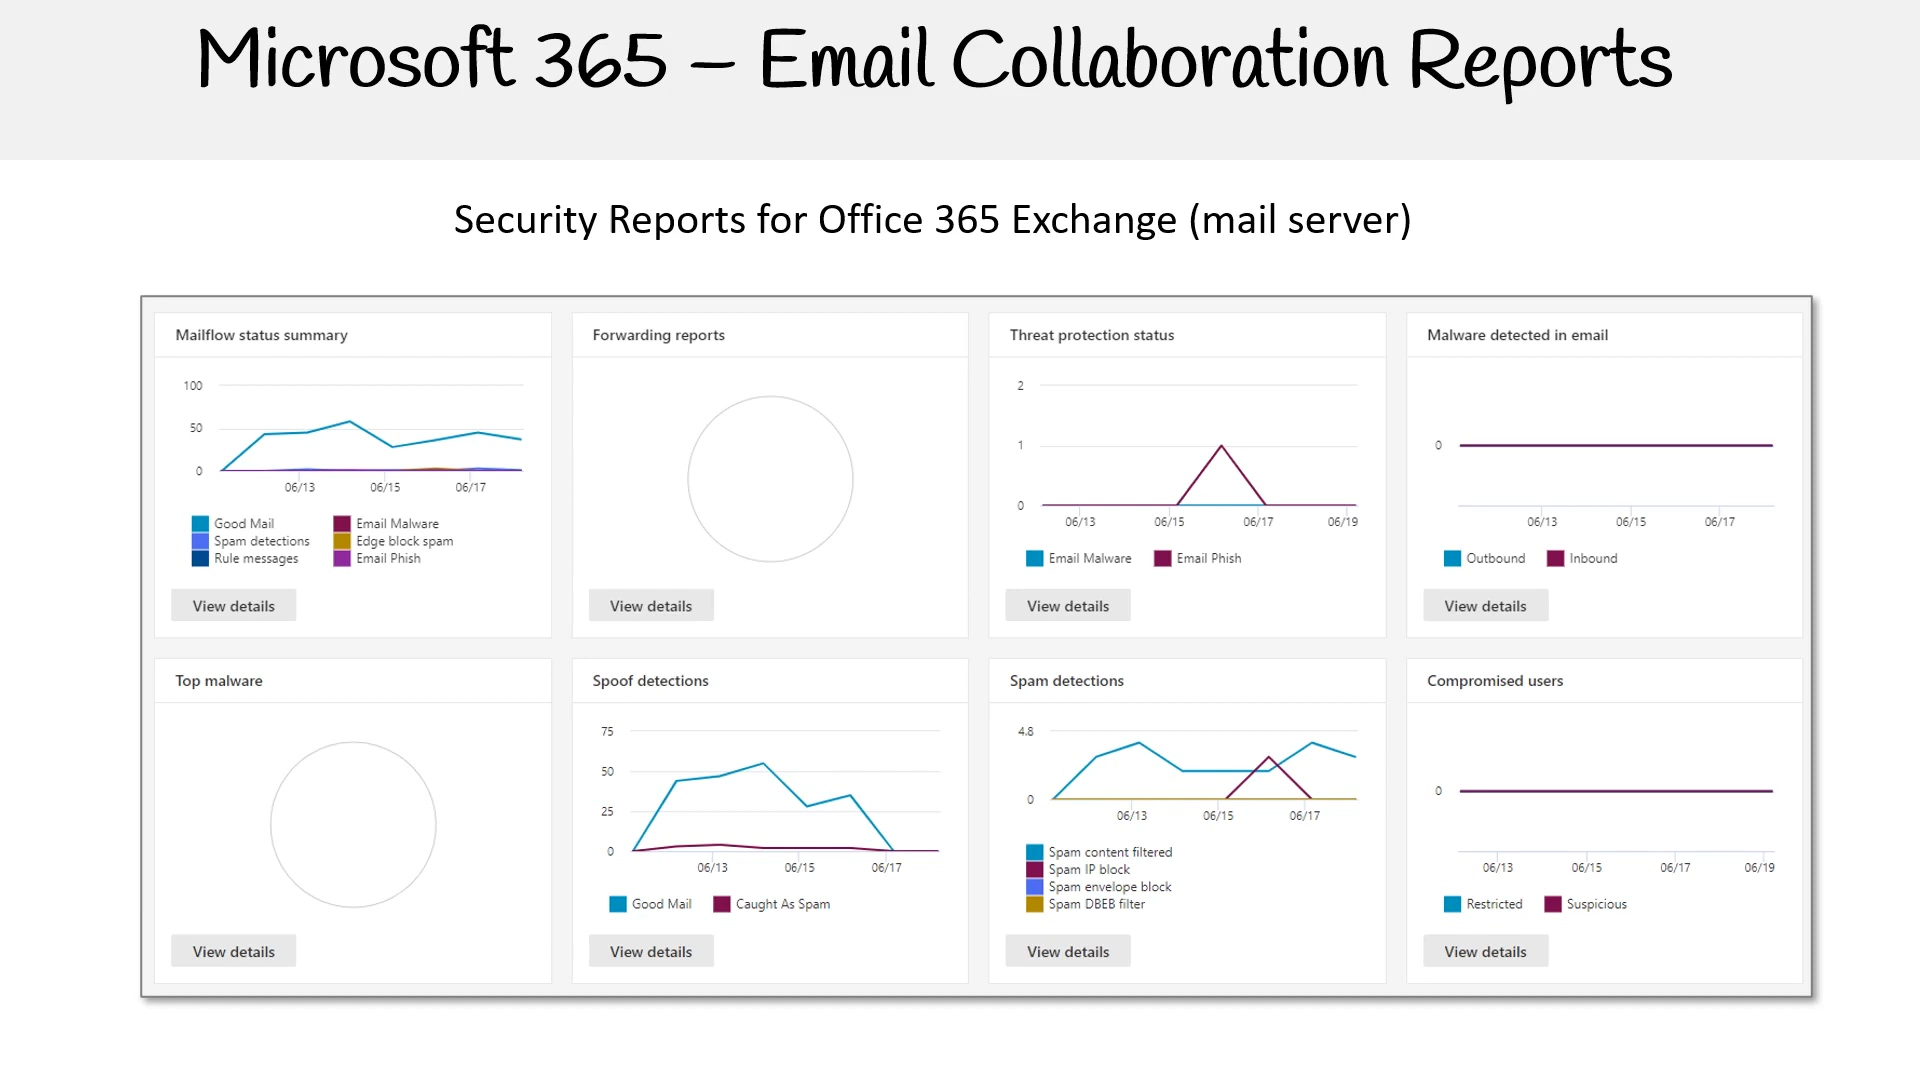 Microsoft 365 – Email Collaboration Reports
Security Reports for Office 365 Exchange (mail server)
Mailflow status summary
100
50
0
06/13 06/15 06/17
Good Mail Email Malware
Spam detections Edge block spam
Rule messages Email Phish
View details
Forwarding reports
View details
Threat protection status
2
1
0
06/13 06/15 06/17 06/19
Email Malware Email Phish
View details
Malware detected in email
0
06/13 06/15 06/17
Outbound Inbound
View details
Top malware
View details
Spoof detections
75
50
25
0
06/13 06/15 06/17
Good Mail Caught As Spam
View details
Spam detections
4.8
0
06/13 06/15 06/17
Spam content filtered
Spam IP block
Spam envelope block
Spam DBEB filter
View details
Compromised users
0
06/13 06/15 06/17 06/19
Restricted Suspicious
View details